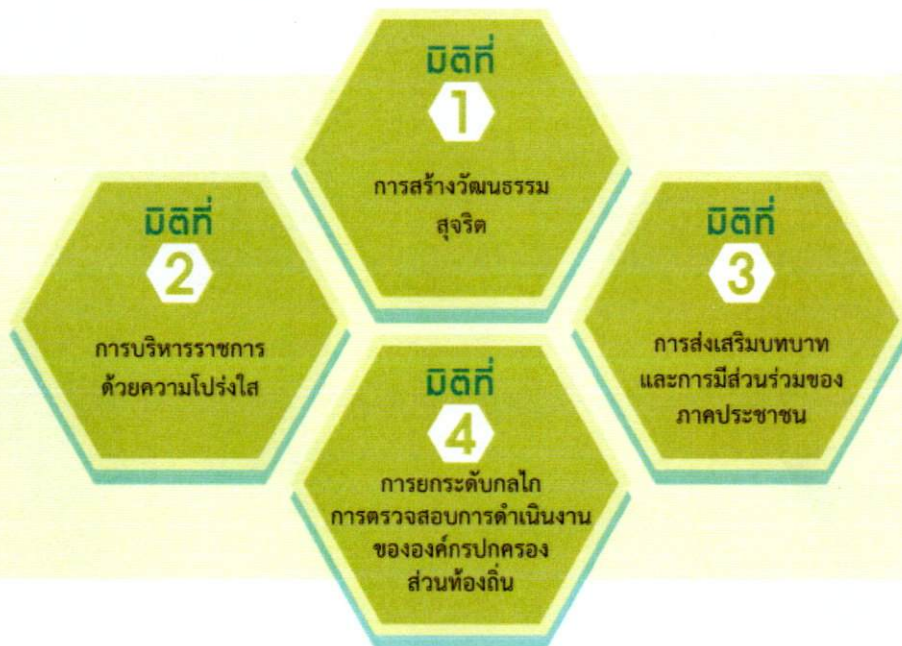 มิติที่
1
การสร้างวัฒนธรรม
สุจริต
มิติที่
2
การบริหารราชการ
ด้วยความโปร่งใส
มิติที่
3
การส่งเสริมบทบาท
และการมีส่วนร่วมของ
ภาคประชาชน
มิติที่
4
การยกระดับกลไก
การตรวจสอบการดำเนินงาน
ขององค์กรปกครอง
ส่วนท้องถิ่น